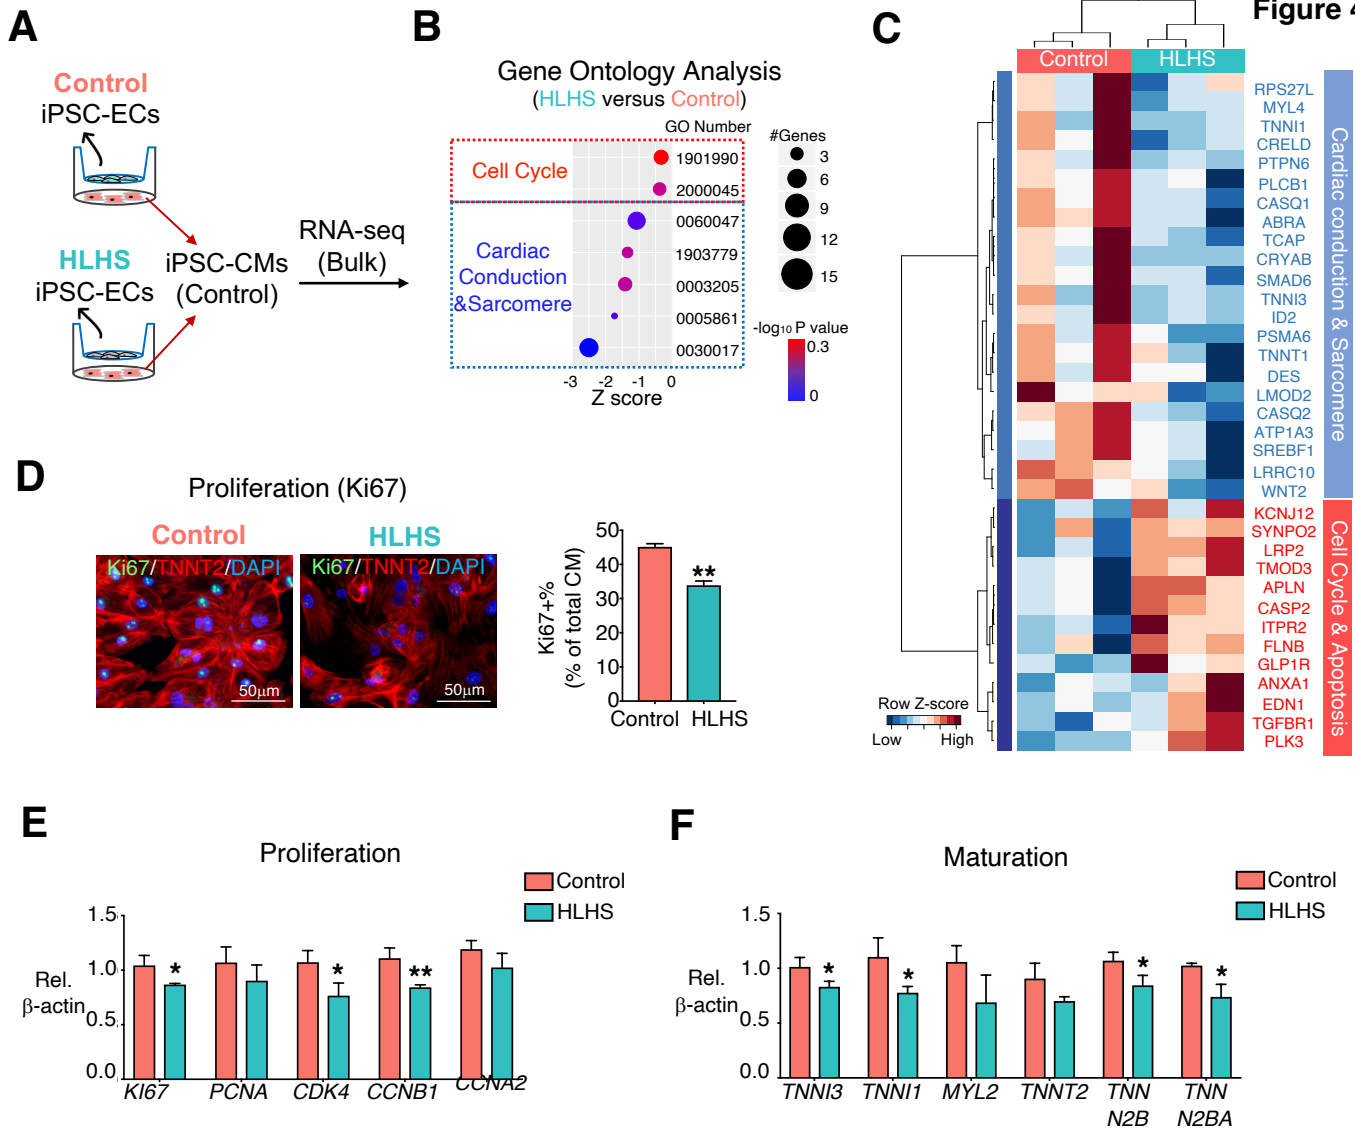 Figure 4
A
Control
iPSC-ECs
HLHS
iPSC-ECs
iPSC-CMs
(Control)
RNA-seq
(Bulk)
B
Gene Ontology Analysis
(HLHS versus Control)
GO Number
Cell Cycle
1901990
2000045
Cardiac
Conduction
&Sarcomere
0060047
1903779
0003205
0005861
0030017
-3 -2 -1 0
Z score
#Genes
3
6
9
12
15
-log10 P value
0.3
0
C
Control HLHS
RPS27L
MYL4
TNNI1
CRELD
PTPN6
PLCB1
CASQ1
ABRA
TCAP
CRYAB
SMAD6
TNNI3
ID2
PSMA6
TNNT1
DES
LMOD2
CASQ2
ATP1A3
SREBF1
LRRC10
WNT2
KCNJ12
SYNPO2
LRP2
TMOD3
APLN
CASP2
ITPR2
FLNB
GLP1R
ANXA1
EDN1
TGFBR1
PLK3
Cardiac conduction & Sarcomere
Cell Cycle & Apoptosis
Row Z-score
Low High
D
Proliferation (Ki67)
Control
HLHS
Ki67/TNNT2/DAPI
Ki67/TNNT2/DAPI
50μm
50μm
Ki67+%
(% of total CM)
50
40
30
20
10
0
**
Control HLHS
E
Proliferation
Control
HLHS
Rel.
β-actin
1.5
1.0
0.5
0.0
* * **
KI67 PCNA CDK4 CCNB1 CCNA2
F
Maturation
Control
HLHS
Rel.
β-actin
1.5
1.0
0.5
0.0
* * * *
TNNI3 TNNI1 MYL2 TNNT2 TNN TNN
N2B N2BA